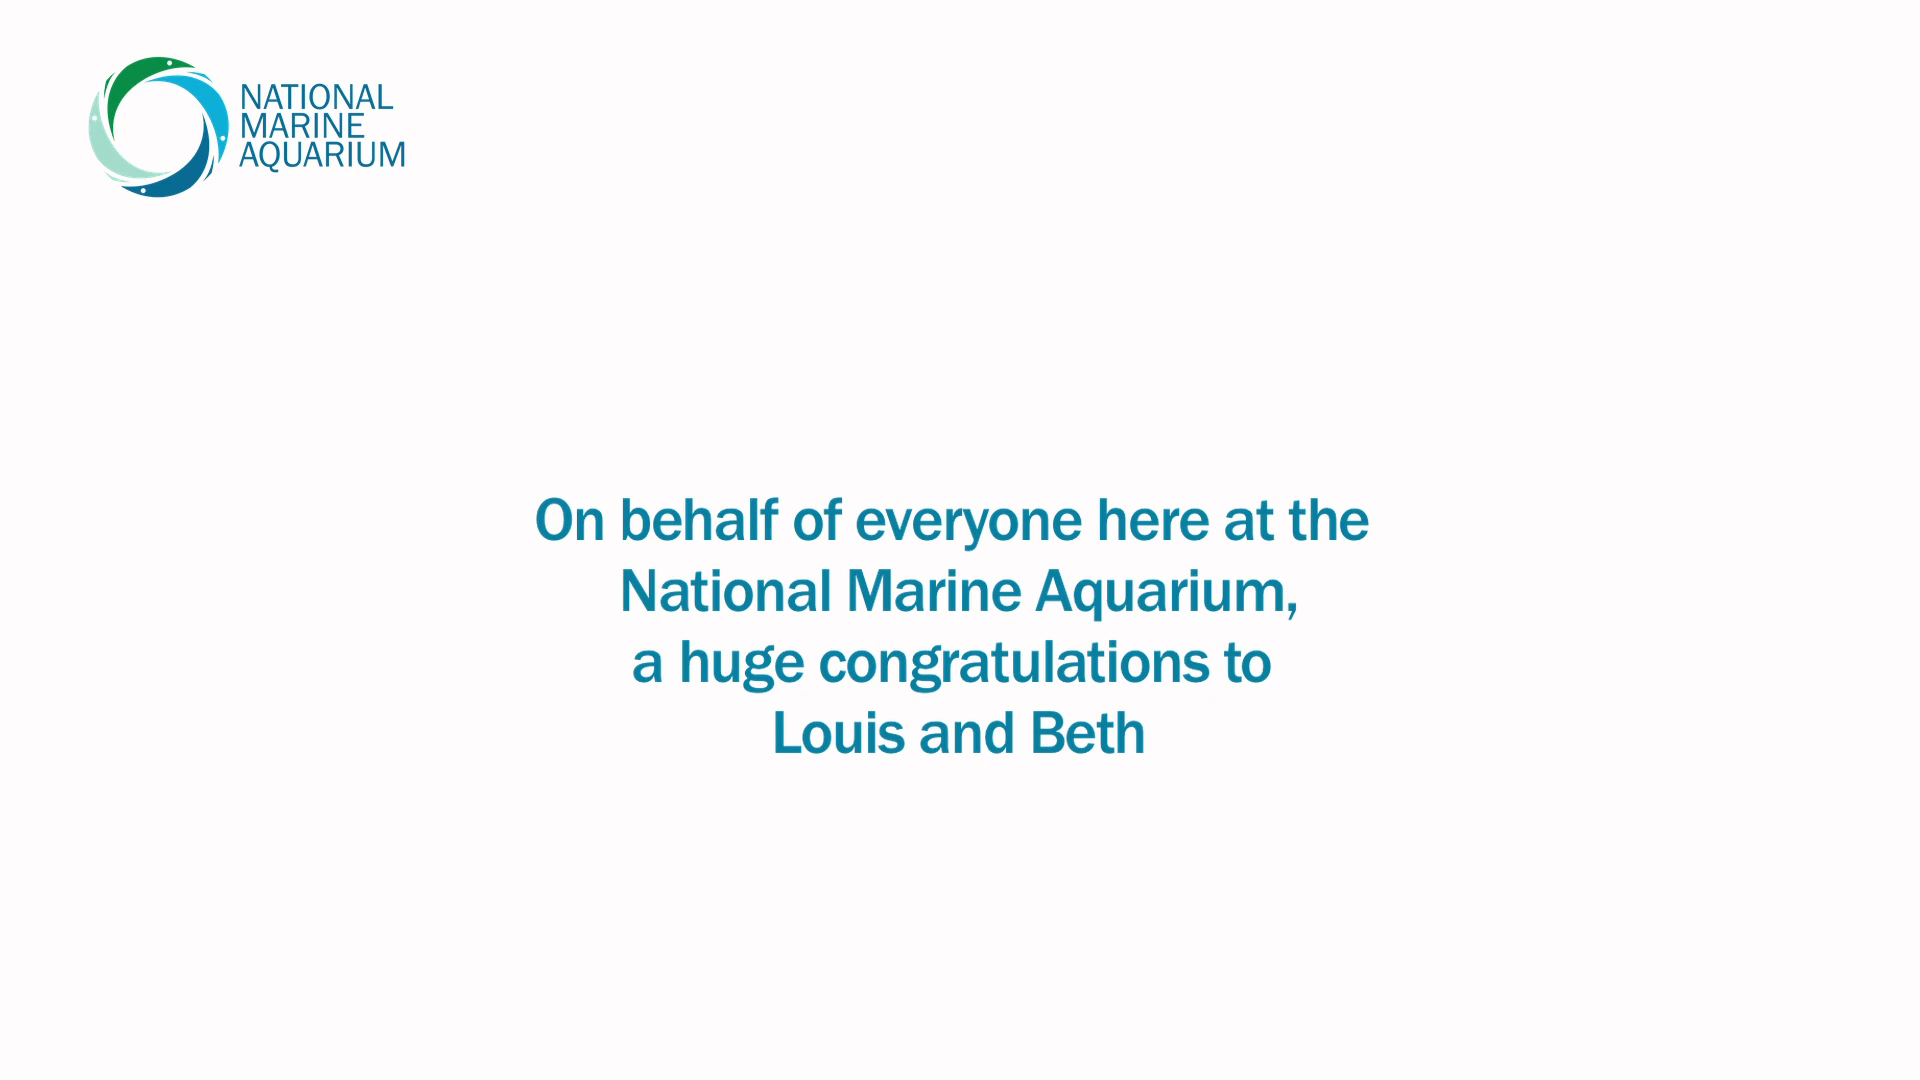 NATIONAL
MARINE
AQUARIUM
On behalf of everyone here at the
National Marine Aquarium,
a huge congratulations to
Louis and Beth